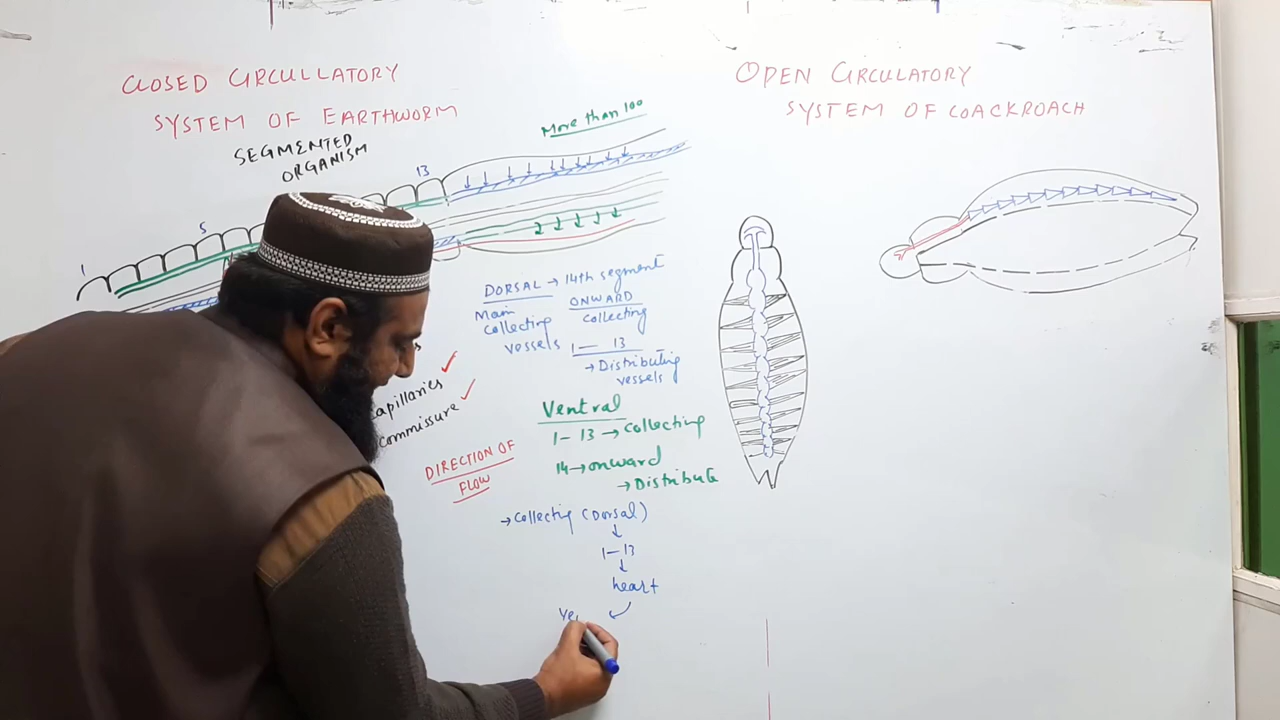 CLOSED CIRCULLATORY
SYSTEM OF EARTHWORM
SEGMENTED
ORGANISM
More than 100
13
5
1
DORSAL → 14th segment
Main
collecting
vessels
ONWARD
collecting
1 — 13
→ Distributing
vessels
Capillaries ✓
Commissure ✓
Ventral
1 – 13 → collecting
14 → onward
→ Distribute
DIRECTION OF
FLOW
→ Collecting (Dorsal)
↓
1 – 13
↓
heart
OPEN CIRCULATORY
SYSTEM OF COACKROACH